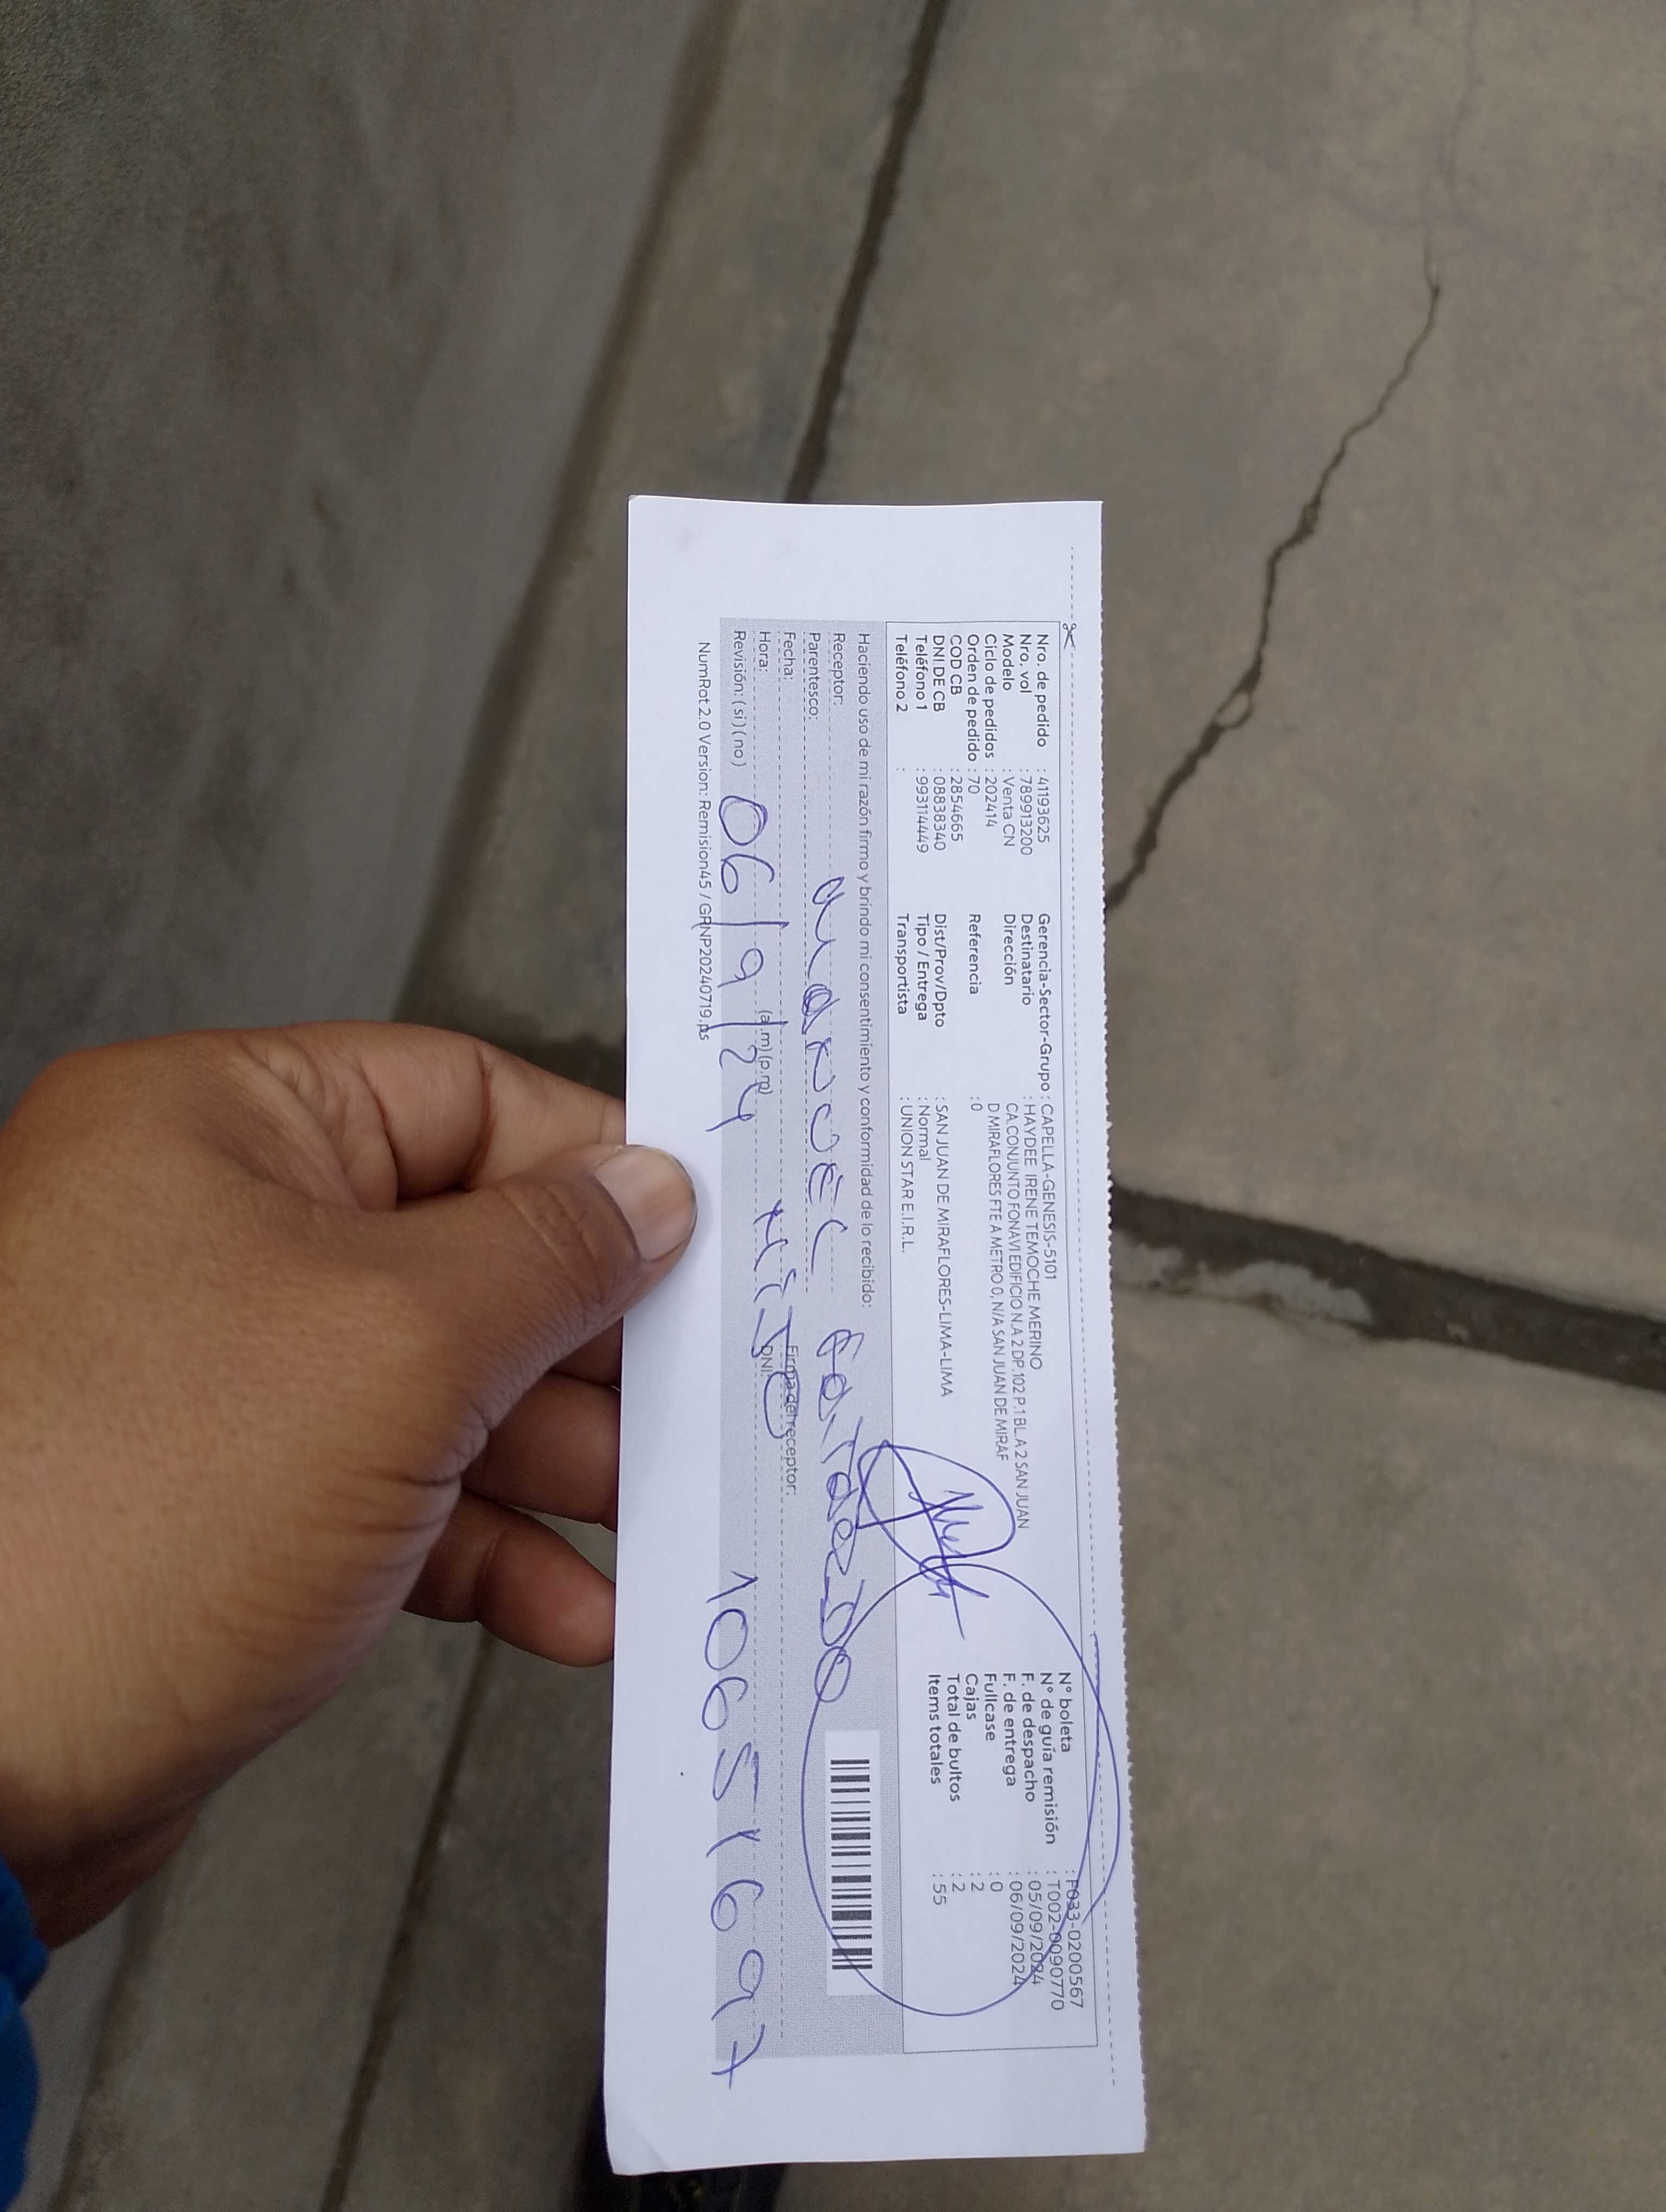 Nro. de pedido : 41193625
Nro. vol : 789913200
Modelo : Venta CN
Ciclo de pedidos : 202414
Orden de pedido : 70
COD CB : 2854665
DNI DE CB : 08838340
Teléfono 1 : 993114449
Teléfono 2 :
Gerencia-Sector-Grupo : CAPELLA-GENESIS-5101
Destinatario : HAYDEE IRENE TEMOCHE MERINO
Dirección CA.CONJUNTO FONAVI EDIFICIO N.A 2 DP.102 P.1 BL.A 2 SAN JUAN
D MIRAFLORES FTE A METRO 0, N/A SAN JUAN DE MIRAF
Referencia :0
Dist/Prov/Dpto : SAN JUAN DE MIRAFLORES-LIMA-LIMA
Tipo / Entrega : Normal
Transportista : UNION STAR E.I.R.L.
N° boleta : F033-0200567
N° de guía remisión : T002-0090770
F. de despacho : 05/09/2024
F. de entrega : 06/09/2024
Fullcase : 0
Cajas : 2
Total de bultos : 2
Items totales : 55
Haciendo uso de mi razón firmo y brindo mi consentimiento y conformidad de lo recibido:
Receptor:
Parentesco:
Fecha:
Firma del receptor:
Hora: (a.m)(p.m)
DNI:
Revisión: (si)(no) 06/9/24 10651697
NumRot 2.0 Version: Remision45 / GRNP20240719.ps